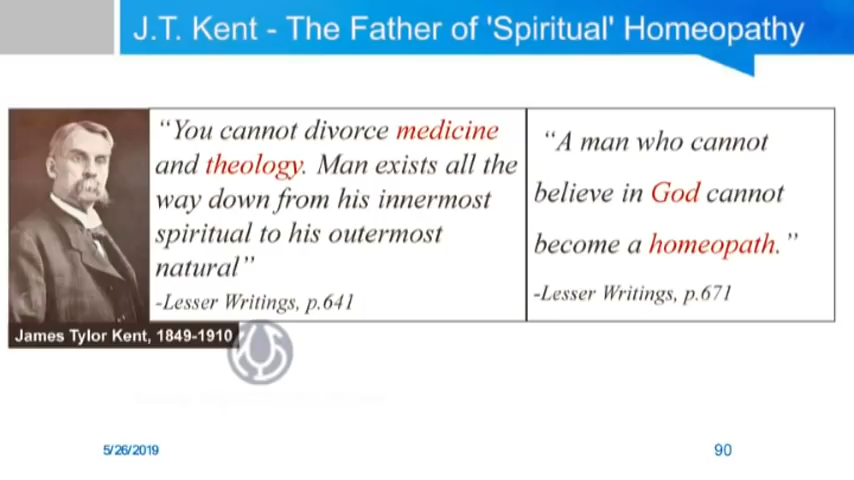 J.T. Kent - The Father of 'Spiritual' Homeopathy
“You cannot divorce medicine
and theology. Man exists all the
way down from his innermost
spiritual to his outermost
natural”
-Lesser Writings, p.641
“A man who cannot
believe in God cannot
become a homeopath.”
-Lesser Writings, p.671
James Tylor Kent, 1849-1910
5/26/2019
90